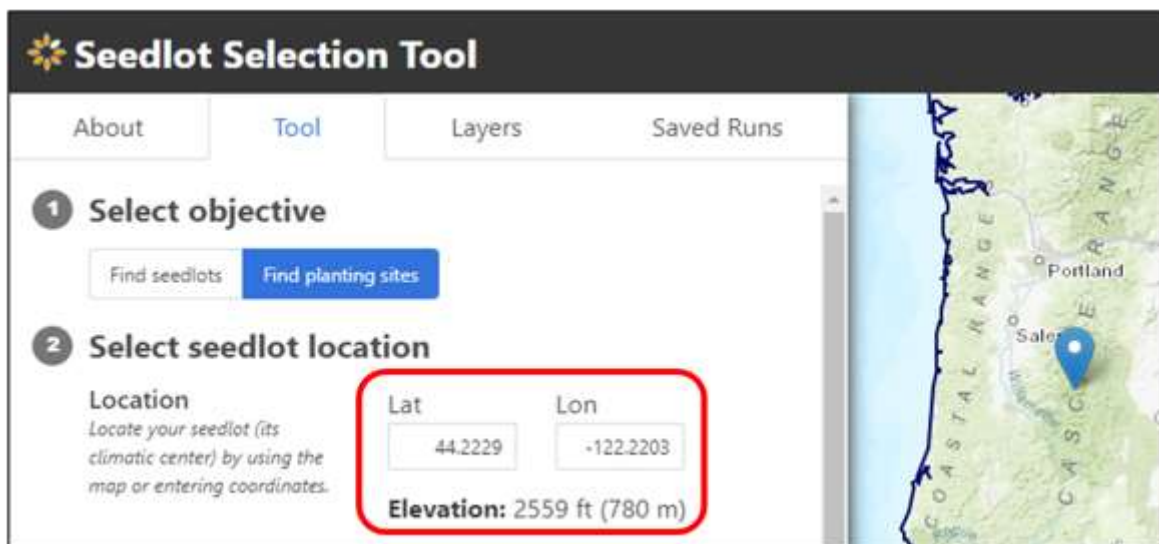 Seedlot Selection Tool
About Tool Layers Saved Runs
1 Select objective
Find seedlots Find planting sites
2 Select seedlot location
Location
Locate your seedlot (its
climatic center) by using the
map or entering coordinates.
Lat Lon
44.2229 -122.2203
Elevation: 2559 ft (780 m)
Portland
Sale
COASTAL RANGE
CASC E RANGE